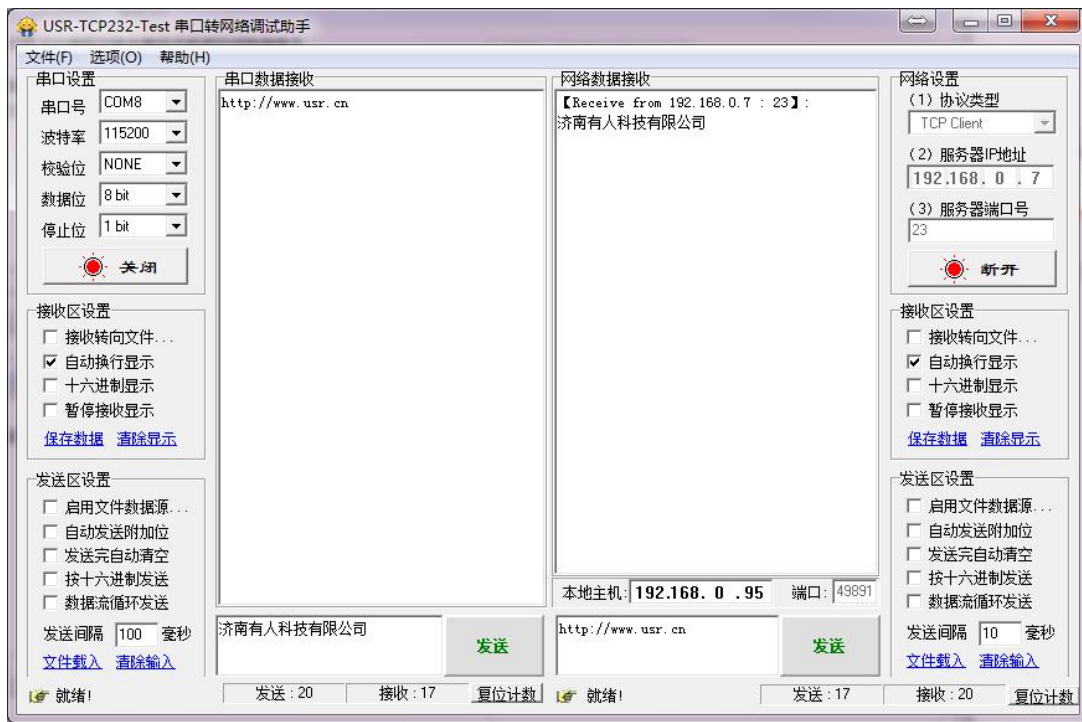 USR-TCP232-Test 串口转网络调试助手
文件(F) 选项(O) 帮助(H)
串口设置
串口号 COM8
波特率 115200
校验位 NONE
数据位 8 bit
停止位 1 bit
关闭
接收区设置
接收转向文件...
自动换行显示
十六进制显示
暂停接收显示
保存数据 清除显示
发送区设置
启用文件数据源...
自动发送附加位
发送完自动清空
按十六进制发送
数据流循环发送
发送间隔 100 毫秒
文件载入 清除输入
串口数据接收
http://www.usr.cn
济南有人科技有限公司
发送
网络数据接收
【Receive from 192.168.0.7 : 23】:
济南有人科技有限公司
本地主机: 192.168. 0 .95 端口: 49891
http://www.usr.cn
发送
网络设置
(1) 协议类型
TCP Client
(2) 服务器IP地址
192.168. 0 . 7
(3) 服务器端口号
23
断开
接收区设置
接收转向文件...
自动换行显示
十六进制显示
暂停接收显示
保存数据 清除显示
发送区设置
启用文件数据源...
自动发送附加位
发送完自动清空
按十六进制发送
数据流循环发送
发送间隔 10 毫秒
文件载入 清除输入
就绪! 发送:20 接收:17 复位计数 就绪! 发送:17 接收:20 复位计数